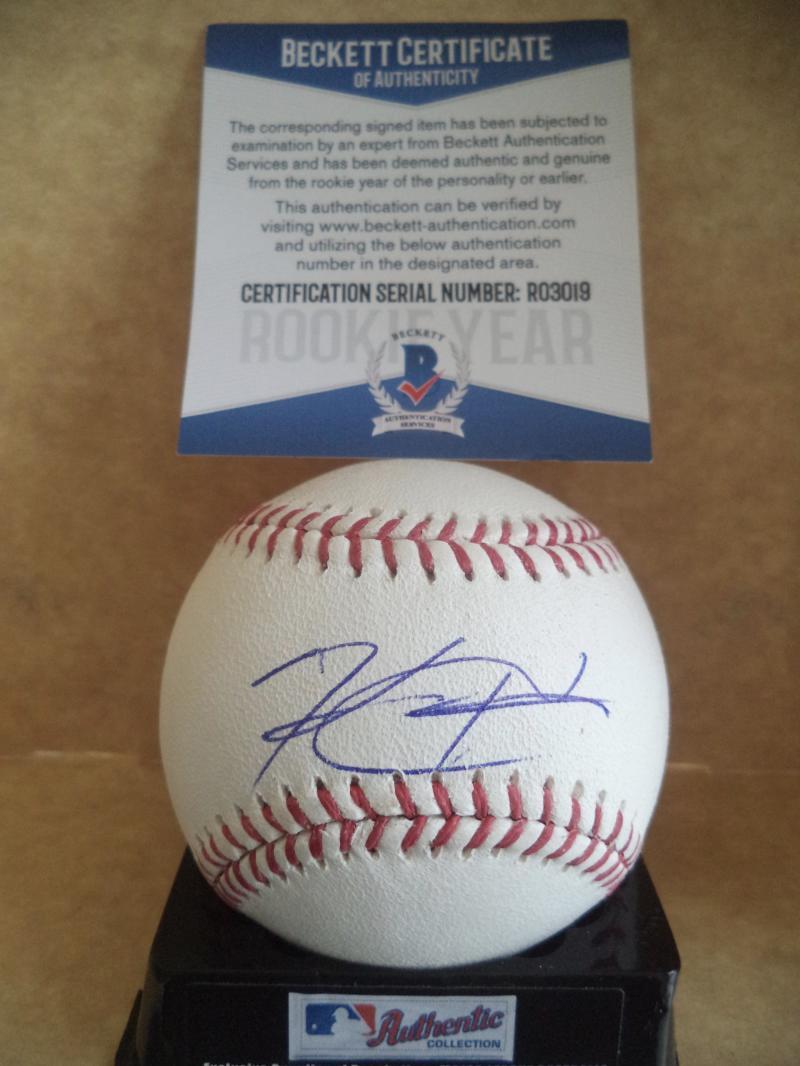 BECKETT CERTIFICATE
OF AUTHENTICITY
The corresponding signed item has been subjected to
examination by an expert from Beckett Authentication
Services and has been deemed authentic and genuine
from the rookie year of the personality or earlier.
This authentication can be verified by
visiting www.beckett-authentication.com
and utilizing the below authentication
number in the designated area.
CERTIFICATION SERIAL NUMBER: R03019
ROOKIE YEAR
BECKETT
B
AUTHENTICATION
SERVICES
Authentic
COLLECTION